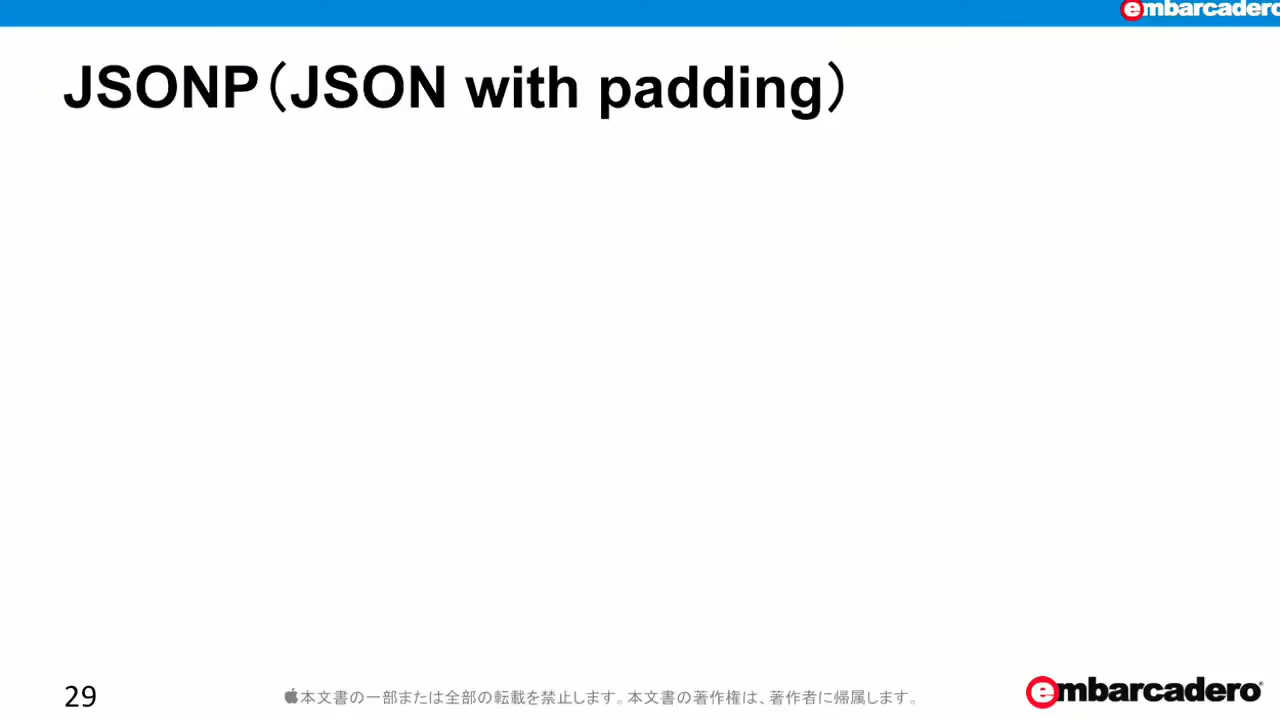 embarcadero
JSONP（JSON with padding）
29
本文書の一部または全部の転載を禁止します。本文書の著作権は、著作者に帰属します。
embarcadero®